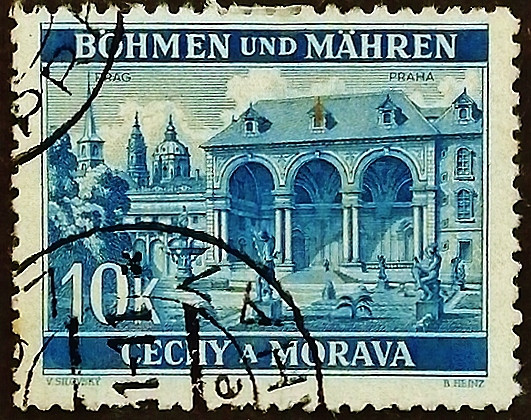 BÖHMEN UND MÄHREN
PRAG PRAHA
10K
ČECHY A MORAVA
V. SILOVSKÝ B. HEINZ